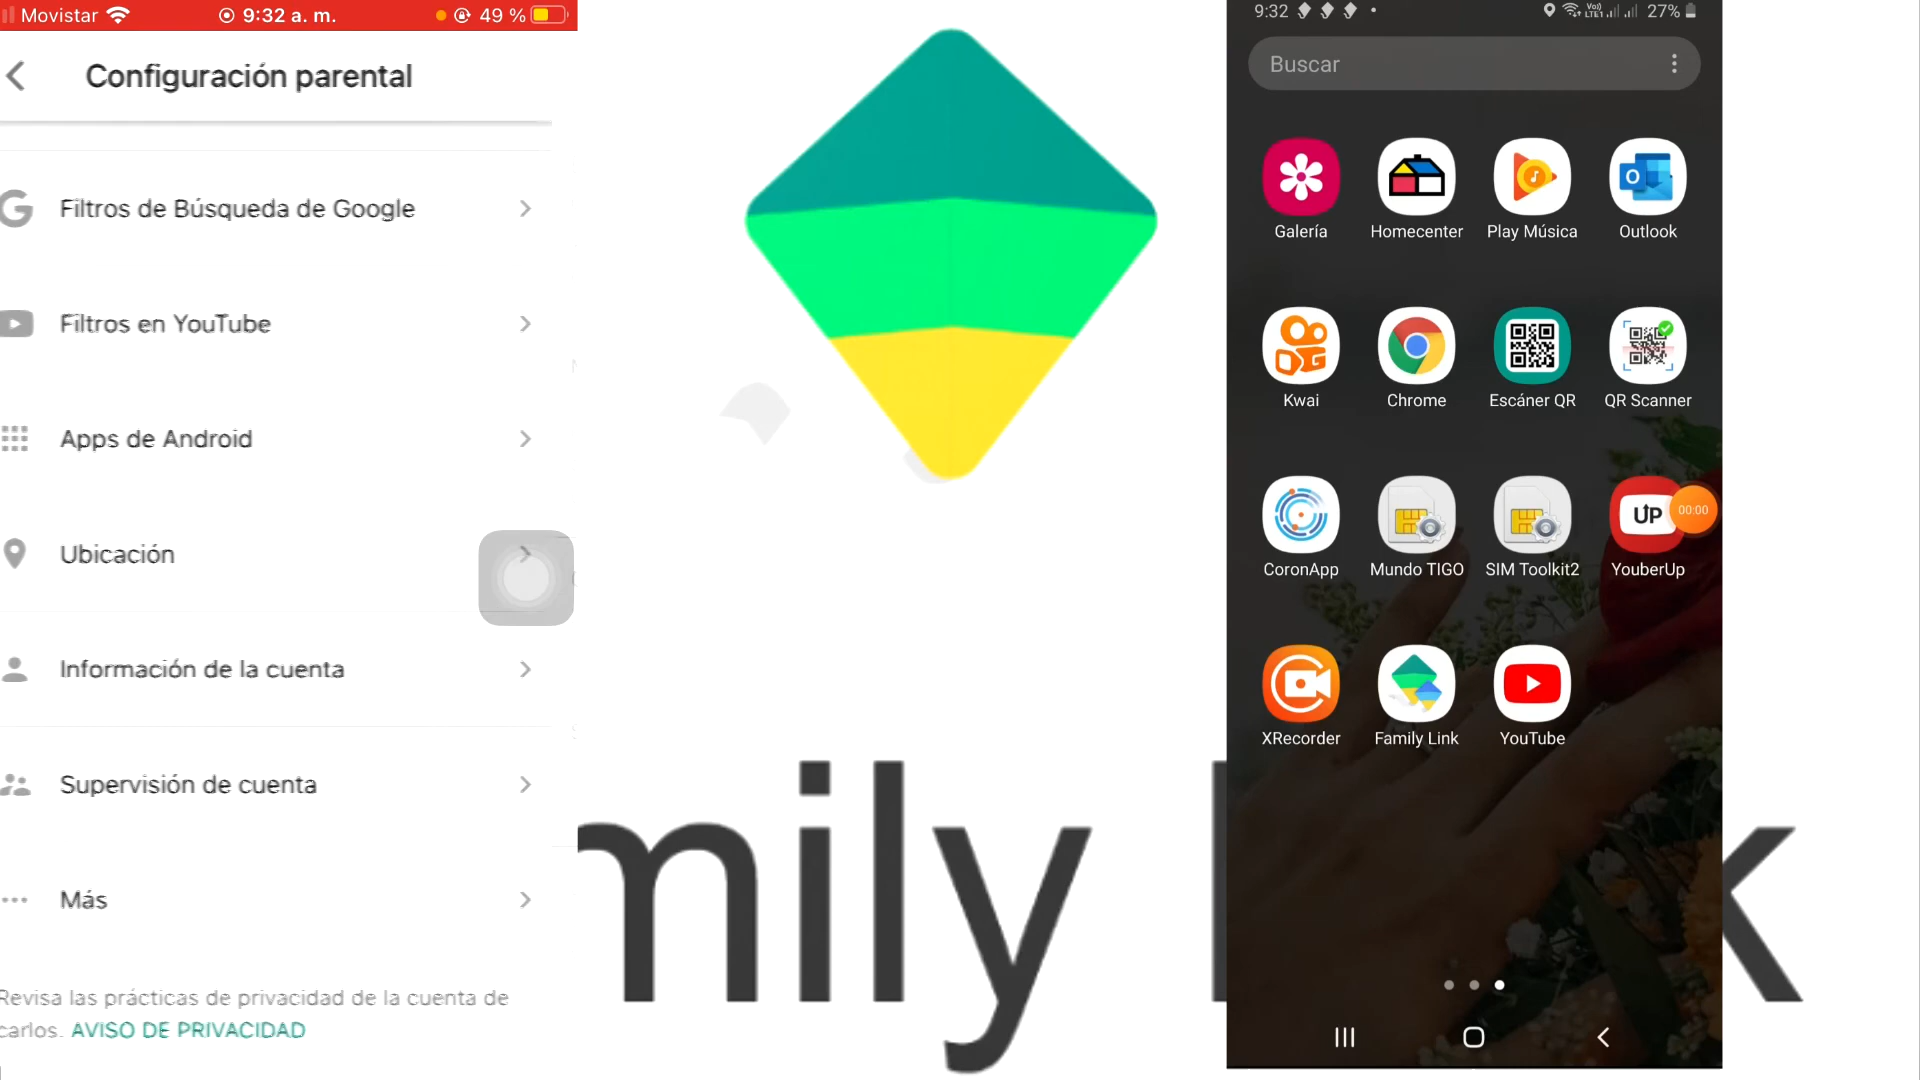 Movistar 9:32 a. m. 49 %
Configuración parental
Filtros de Búsqueda de Google
Filtros en YouTube
Apps de Android
Ubicación
Información de la cuenta
Supervisión de cuenta
Más
Revisa las prácticas de privacidad de la cuenta de
carlos. AVISO DE PRIVACIDAD
mily
k
9:32 27%
Buscar
Galería Homecenter Play Música Outlook
Kwai Chrome Escáner QR QR Scanner
UP 00:00
CoronApp Mundo TIGO SIM Toolkit2 YouberUp
XRecorder Family Link YouTube